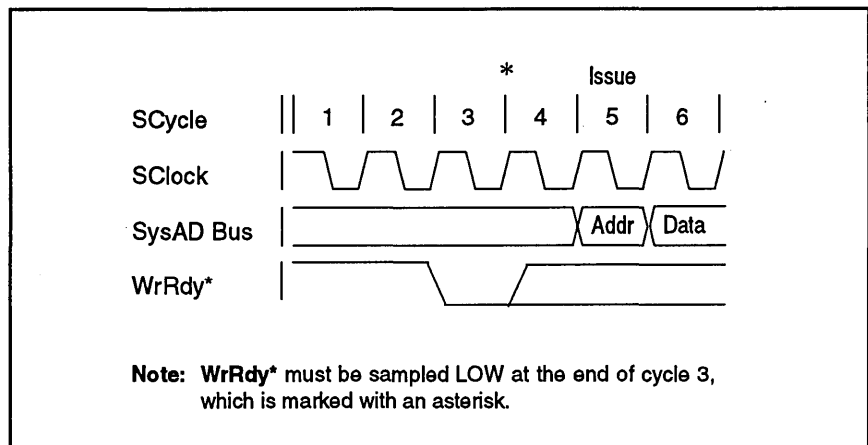 * Issue
SCycle 1 2 3 4 5 6
SClock
SysAD Bus Addr Data
WrRdy*
Note: WrRdy* must be sampled LOW at the end of cycle 3,
which is marked with an asterisk.